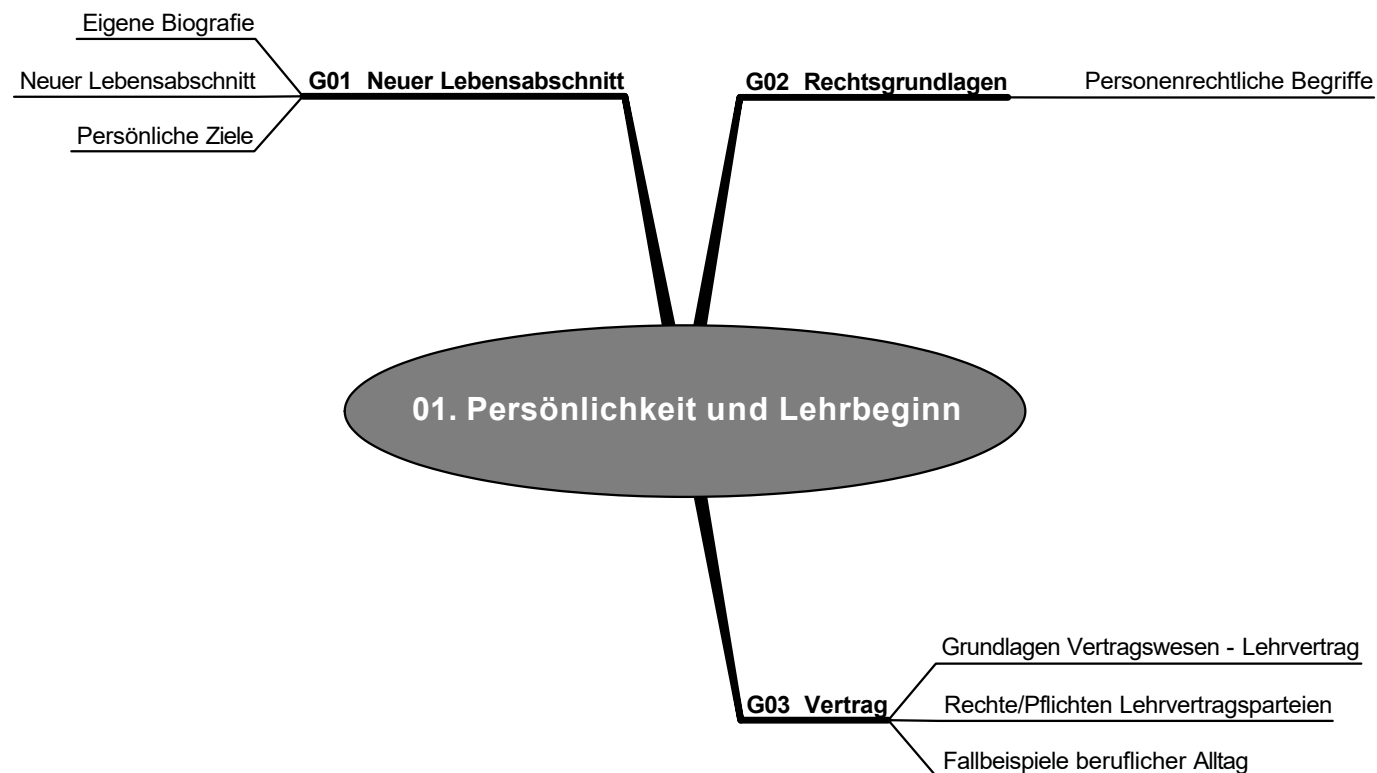 Eigene Biografie
Neuer Lebensabschnitt
Persönliche Ziele
G01 Neuer Lebensabschnitt
G02 Rechtsgrundlagen
Personenrechtliche Begriffe
01. Persönlichkeit und Lehrbeginn
G03 Vertrag
Grundlagen Vertragswesen - Lehrvertrag
Rechte/Pflichten Lehrvertragsparteien
Fallbeispiele beruflicher Alltag